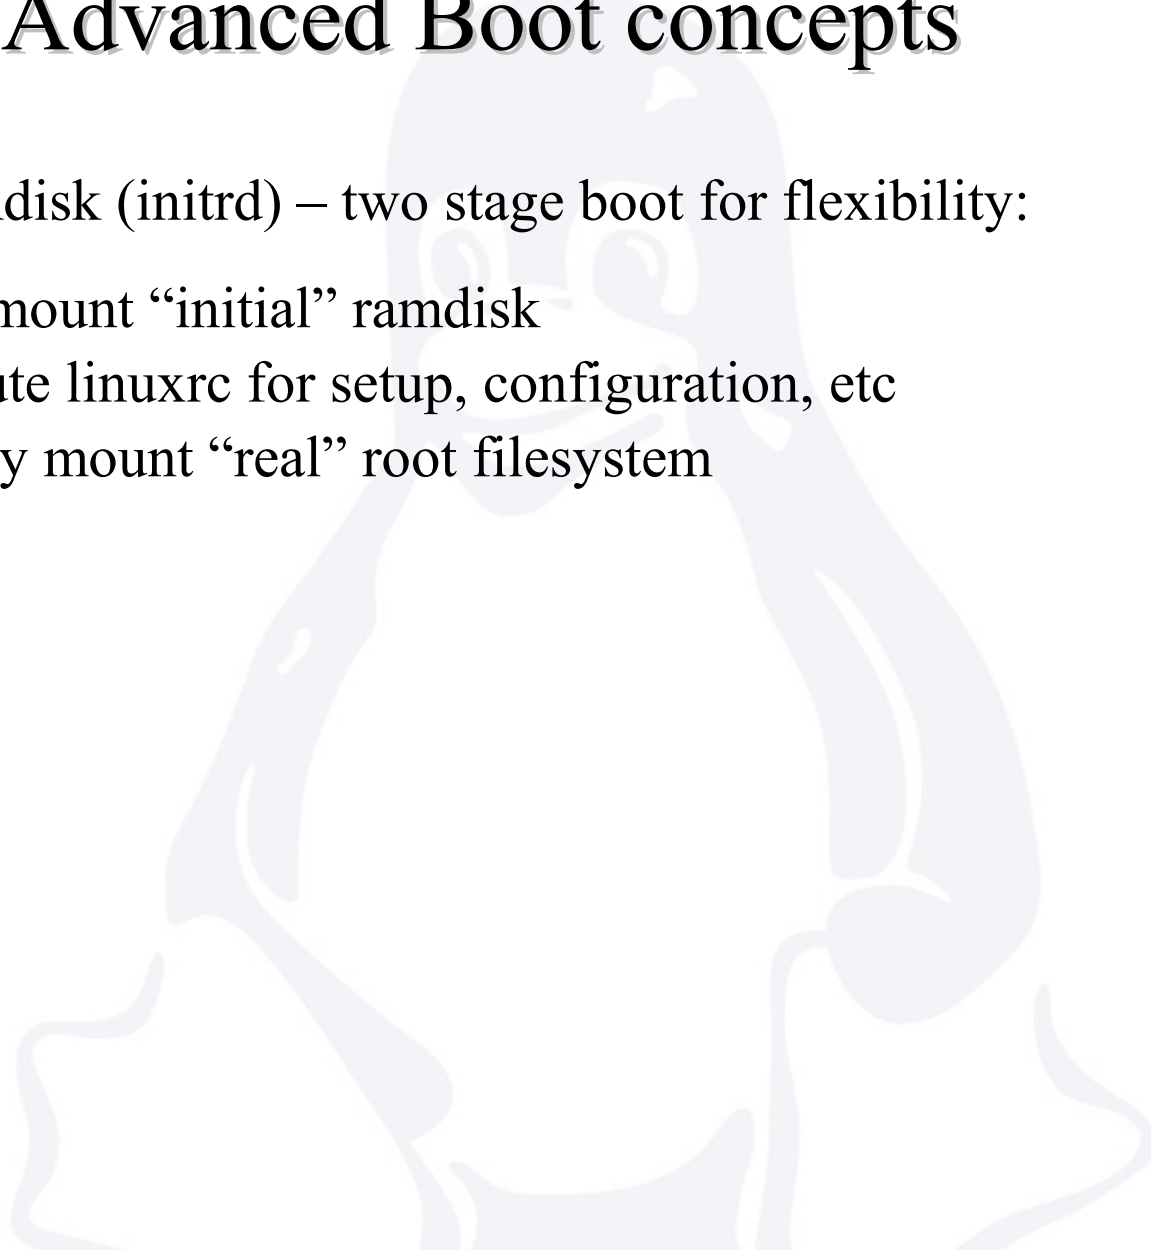 Advanced Boot concepts
disk (initrd) – two stage boot for flexibility:
mount “initial” ramdisk
te linuxrc for setup, configuration, etc
y mount “real” root filesystem